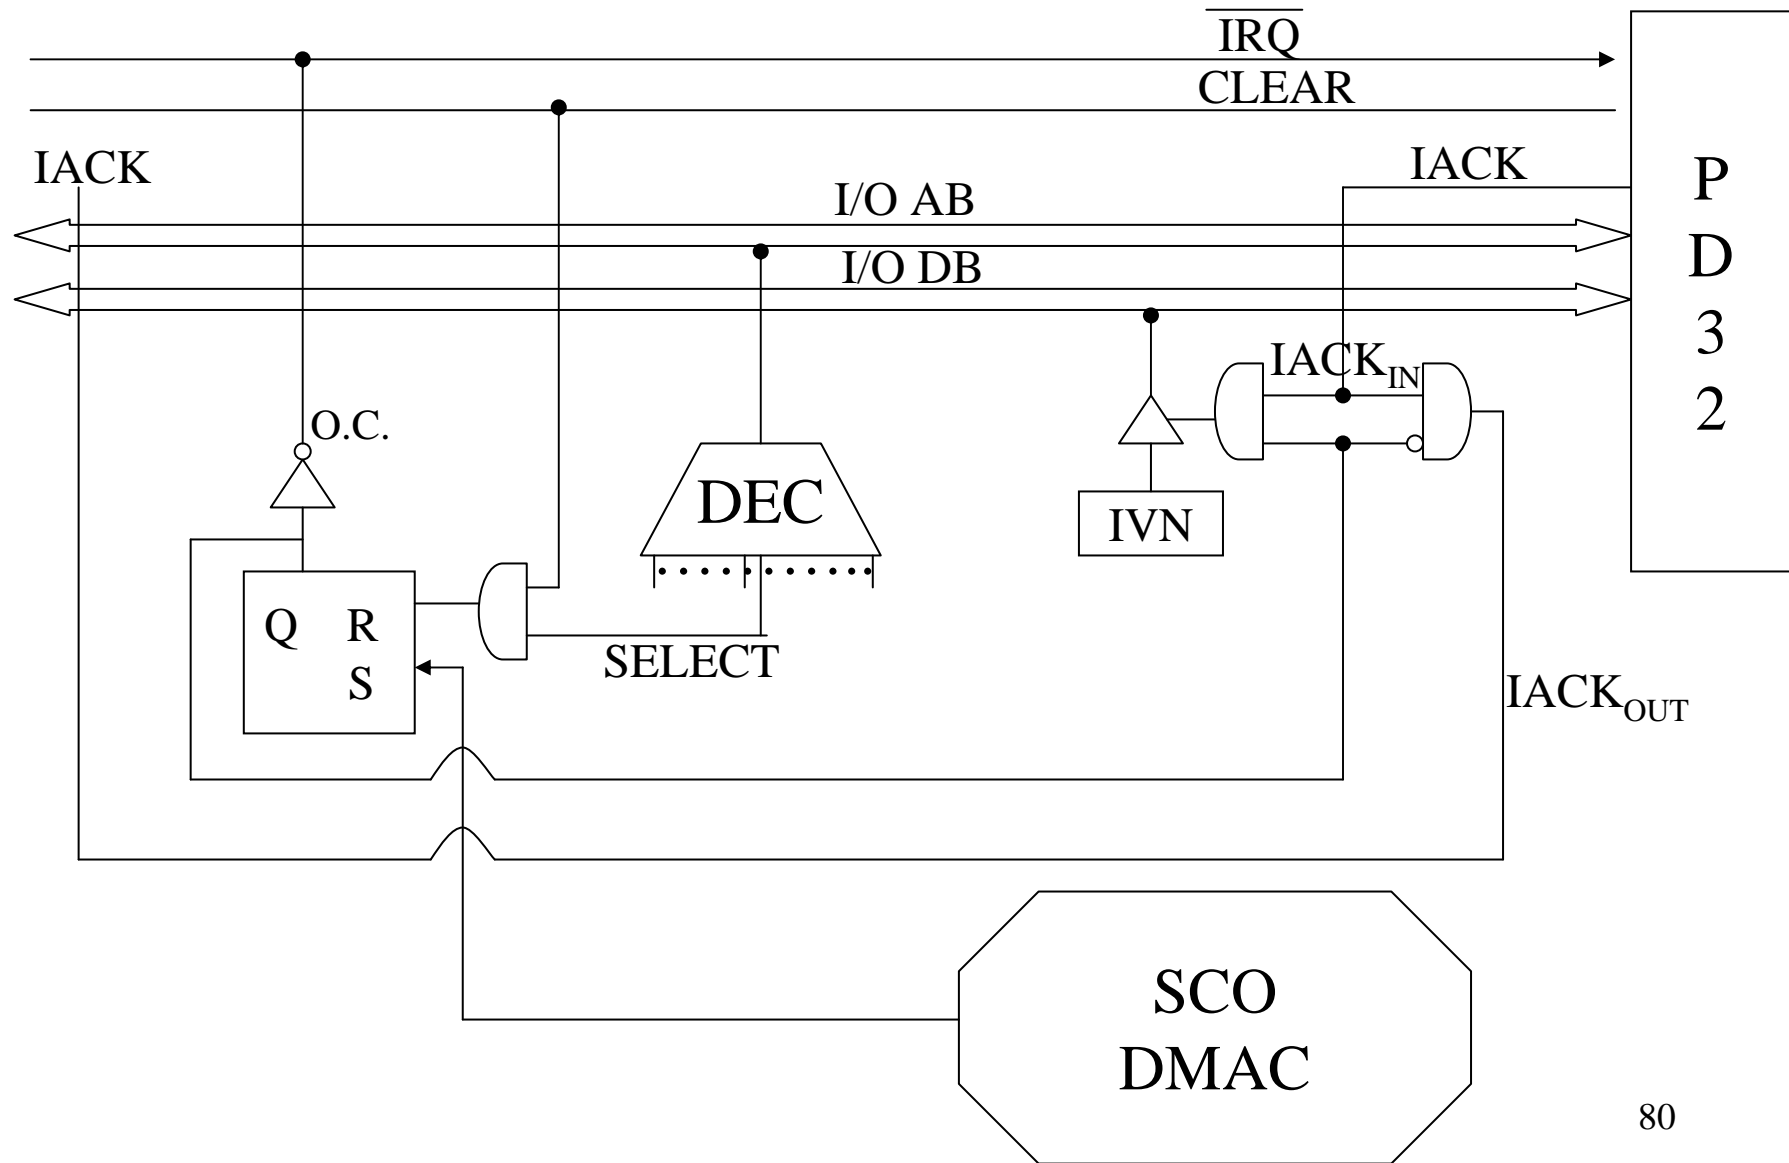 IRQ
CLEAR
IACK
IACK
I/O AB
I/O DB
P
D
3
2
IACK_IN
O.C.
DEC
IVN
Q R
S
SELECT
IACK_OUT
SCO
DMAC
80